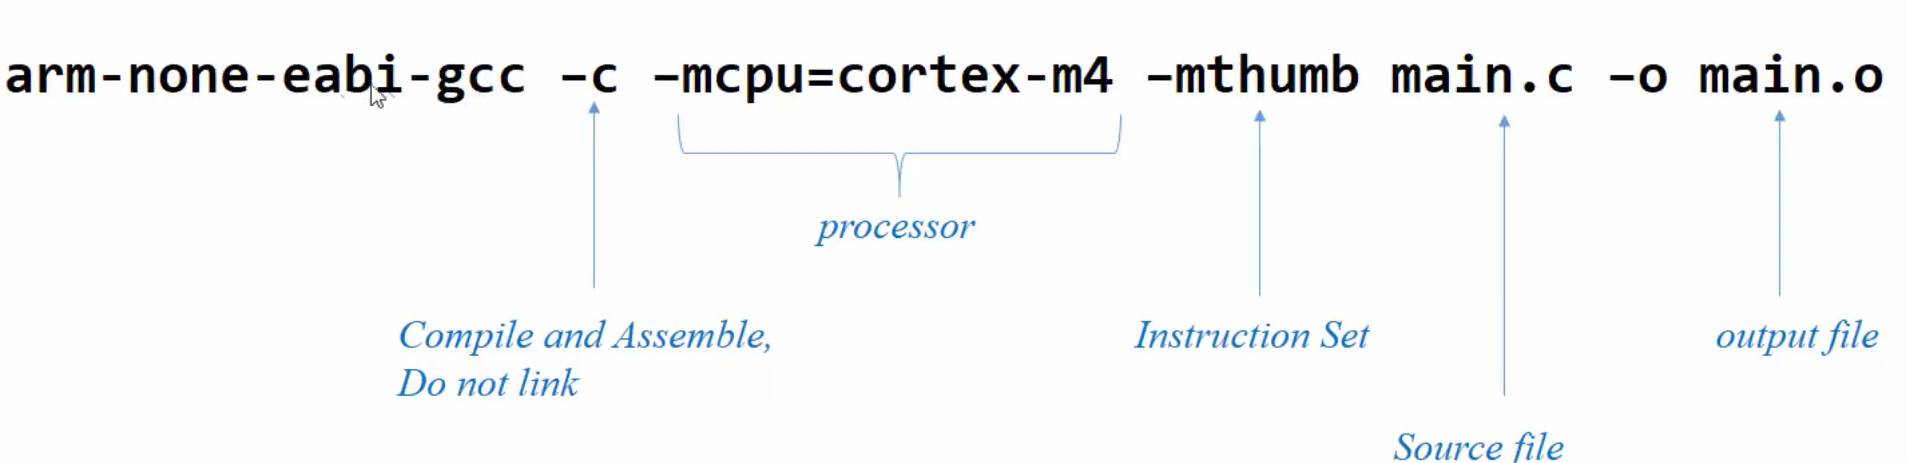 arm-none-eabi-gcc –c –mcpu=cortex-m4 –mthumb main.c –o main.o
processor
Compile and Assemble,
Do not link
Instruction Set
output file
Source file